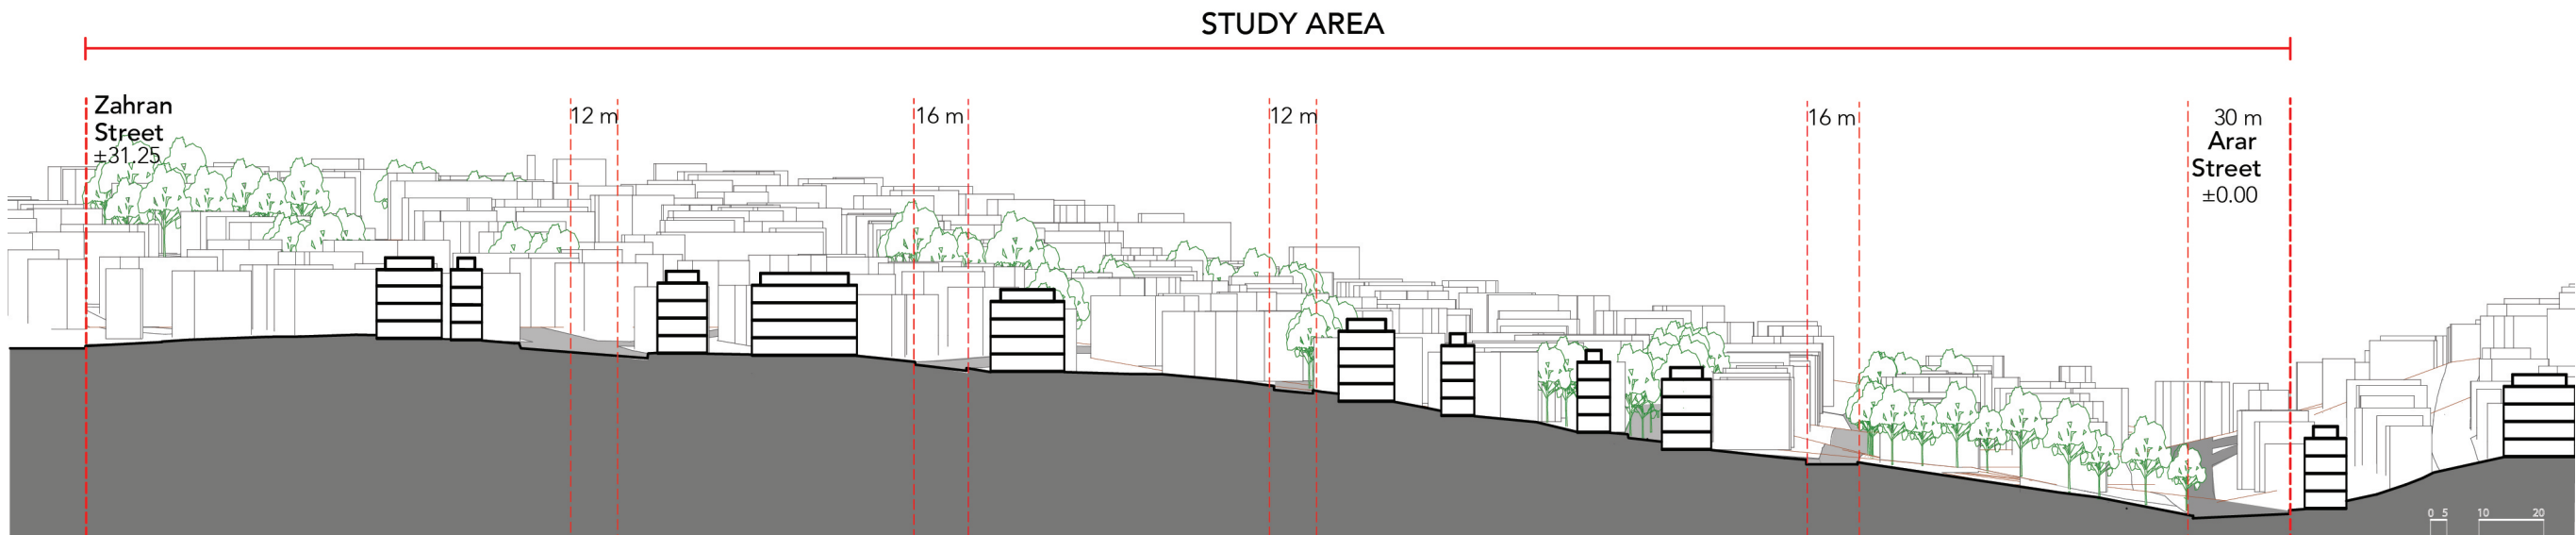 STUDY AREA
Zahran
Street
±31.25
12 m
16 m
12 m
16 m
30 m
Arar
Street
±0.00
0 5 10 20